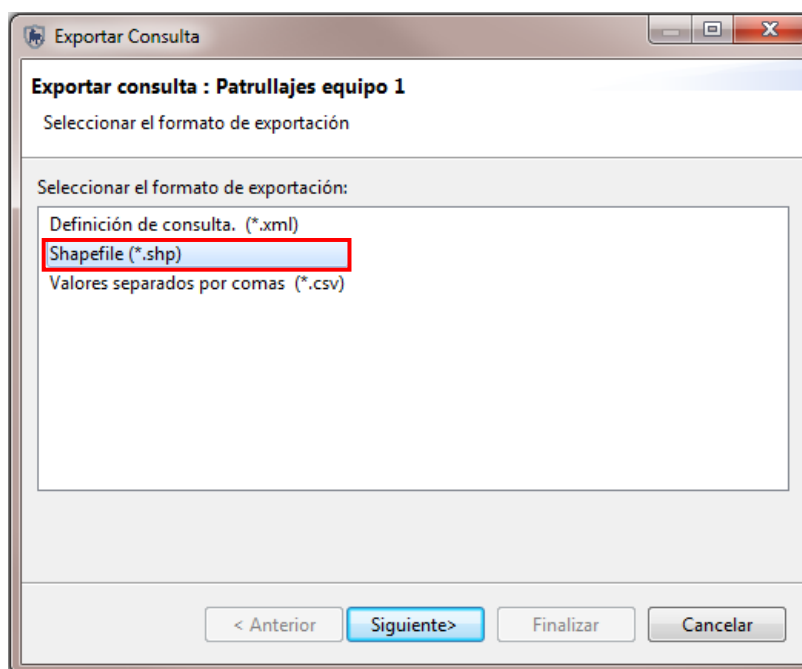 Exportar Consulta
Exportar consulta : Patrullajes equipo 1
Seleccionar el formato de exportación
Seleccionar el formato de exportación:
Definición de consulta. (*.xml)
Shapefile (*.shp)
Valores separados por comas (*.csv)
< Anterior
Siguiente>
Finalizar
Cancelar